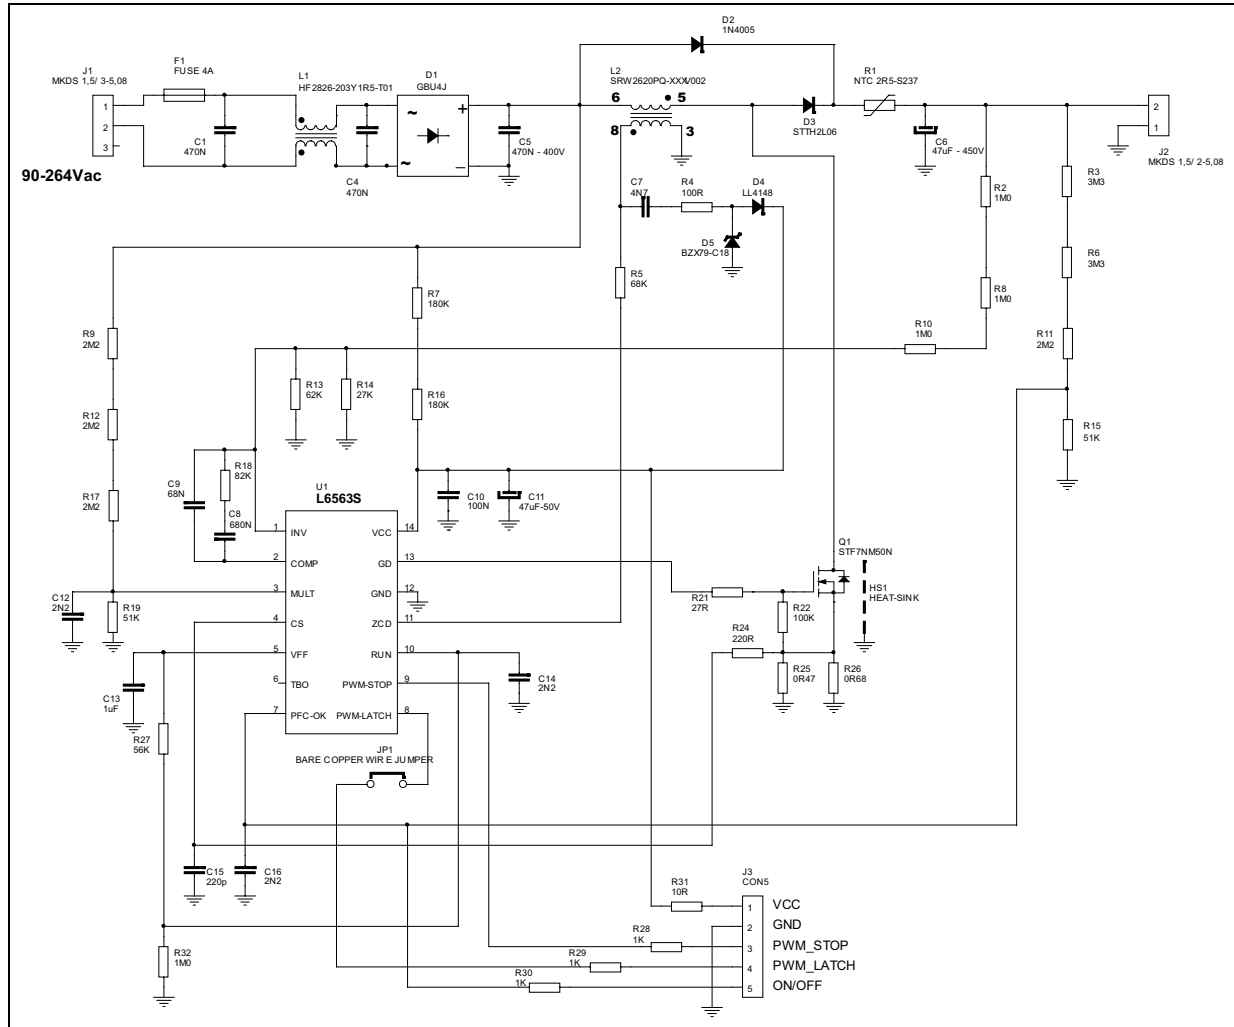 D2
1N4005
J1
MKDS 1,5/ 3-5,08
F1
FUSE 4A
L1
HF2826-203Y1R5-T01
D1
GBU4J
L2
SRW2620PQ-XXXV002
R1
NTC 2R5-S237
1
2
3
C1
470N
~
~
+
–
C5
470N - 400V
6
5
8
3
D3
STTH2L06
C6
47uF - 450V
2
1
J2
MKDS 1,5/ 2-5,08
90-264Vac
C4
470N
C7
4N7
R4
100R
D4
LL4148
R2
1M0
R3
3M3
D5
BZX79-C18
R5
68K
R6
3M3
R7
180K
R8
1M0
R9
2M2
R10
1M0
R11
2M2
R13
62K
R14
27K
R16
180K
R12
2M2
R15
51K
R18
82K
C9
68N
C8
680N
R17
2M2
U1
L6563S
C10
100N
C11
47uF-50V
1
INV
VCC
14
2
COMP
GD
13
3
MULT
GND
12
4
CS
ZCD
11
5
VFF
RUN
10
6
TBO
PWM-STOP
9
7
PFC-OK
PWM-LATCH
8
Q1
STF7NM50N
HS1
HEAT-SINK
C12
2N2
R19
51K
R21
27R
R22
100K
R24
220R
R25
0R47
R26
0R68
C13
1uF
C14
2N2
R27
56K
JP1
BARE COPPER WIRE JUMPER
C15
220p
C16
2N2
R32
1M0
R31
10R
R28
1K
R29
1K
R30
1K
J3
CON5
1
VCC
2
GND
3
PWM_STOP
4
PWM_LATCH
5
ON/OFF